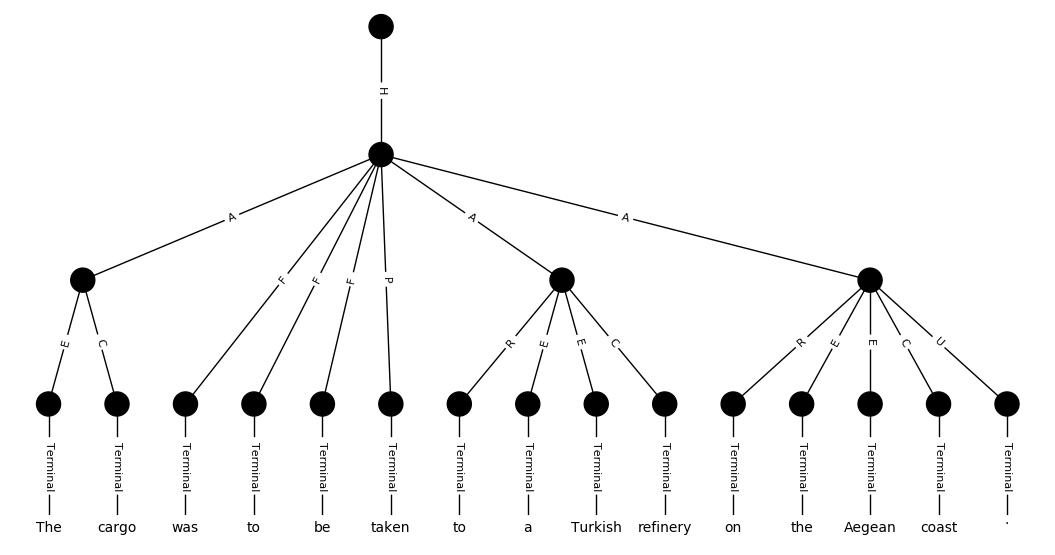 H
A A A
F F F P
E C R E E C R E E C U
Terminal Terminal Terminal Terminal Terminal Terminal Terminal Terminal Terminal Terminal Terminal Terminal Terminal Terminal Terminal
The cargo was to be taken to a Turkish refinery on the Aegean coast .